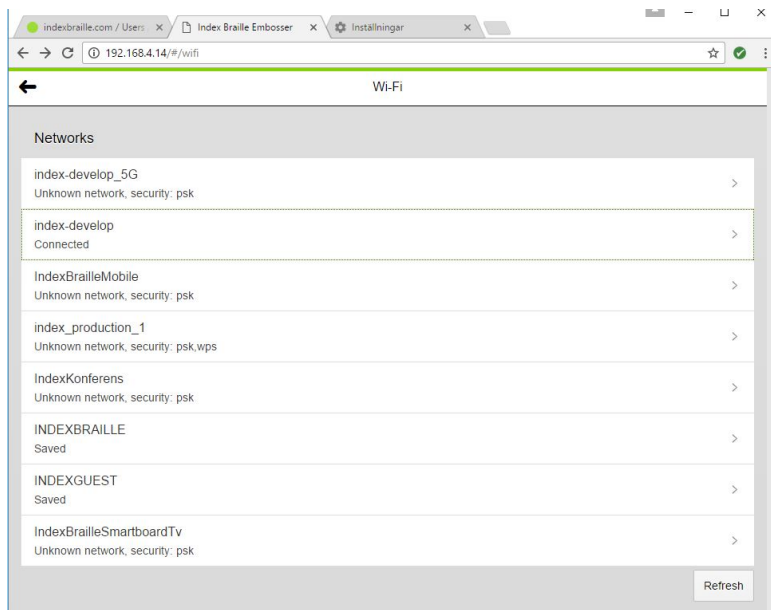 indexbraille.com / Users
Index Braille Embosser
Inställningar
192.168.4.14/#/wifi
Wi-Fi
Networks
index-develop_5G
Unknown network, security: psk
index-develop
Connected
IndexBrailleMobile
Unknown network, security: psk
index_production_1
Unknown network, security: psk,wps
IndexKonferens
Unknown network, security: psk
INDEXBRAILLE
Saved
INDEXGUEST
Saved
IndexBrailleSmartboardTv
Unknown network, security: psk
Refresh